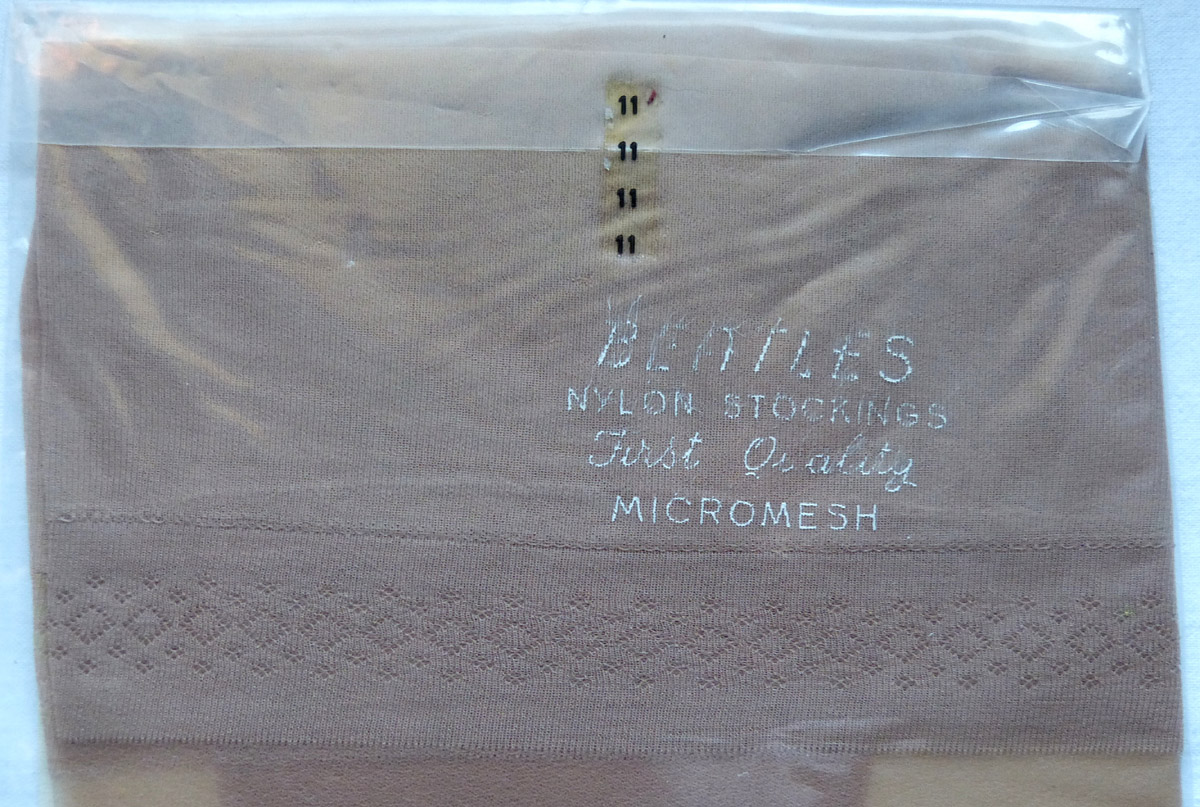 11
11
11
11
BEATLES
NYLON STOCKINGS
First Quality
MICROMESH